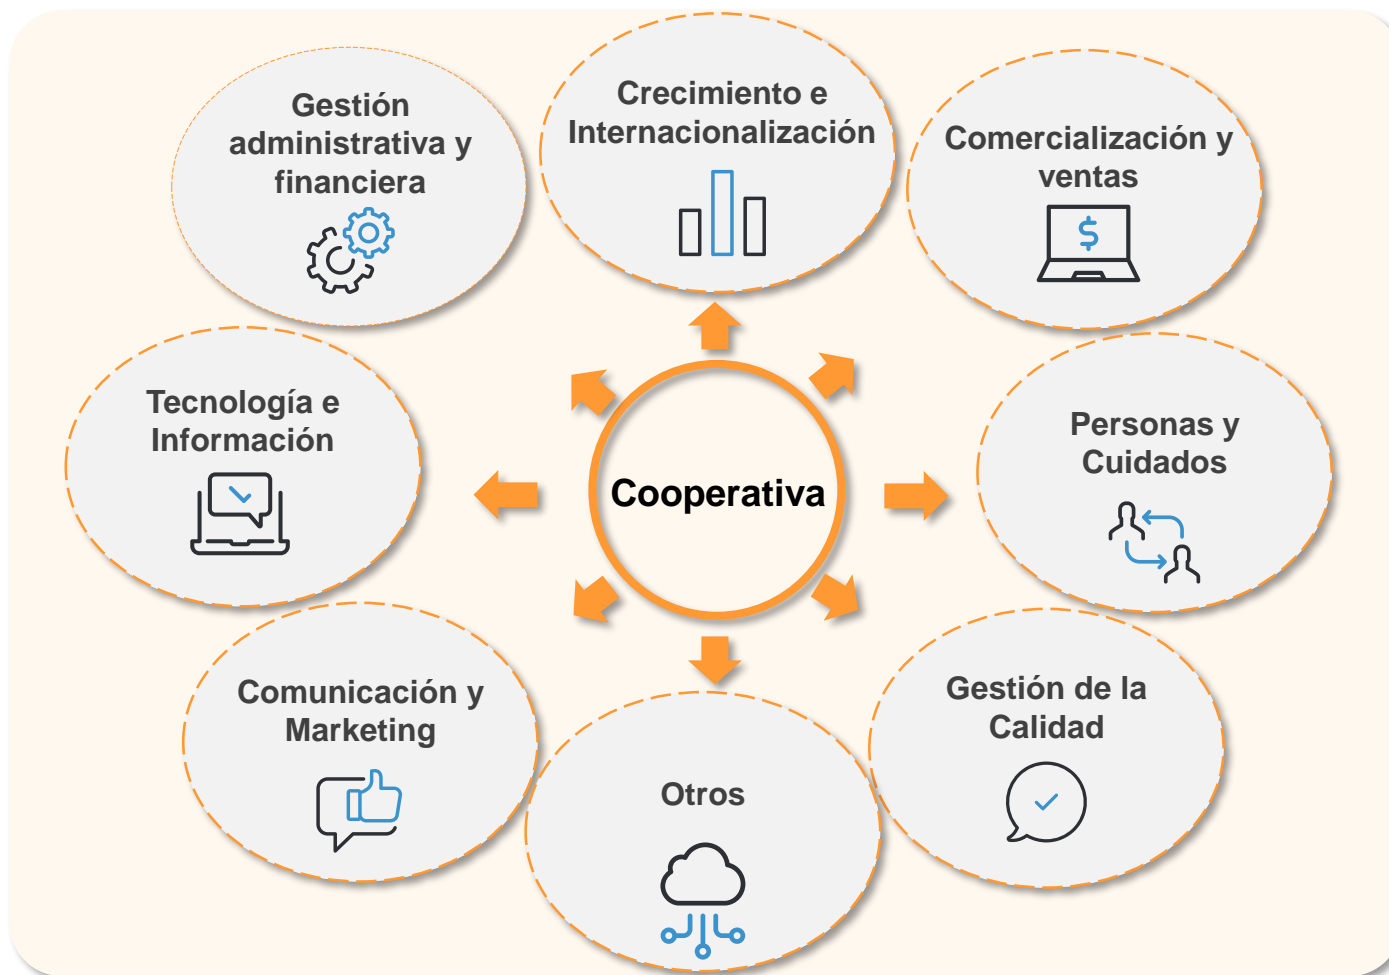 Gestión
administrativa y
financiera
Crecimiento e
Internacionalización
Comercialización y
ventas
$
Tecnología e
Información
Cooperativa
Personas y
Cuidados
Comunicación y
Marketing
Otros
Gestión de la
Calidad